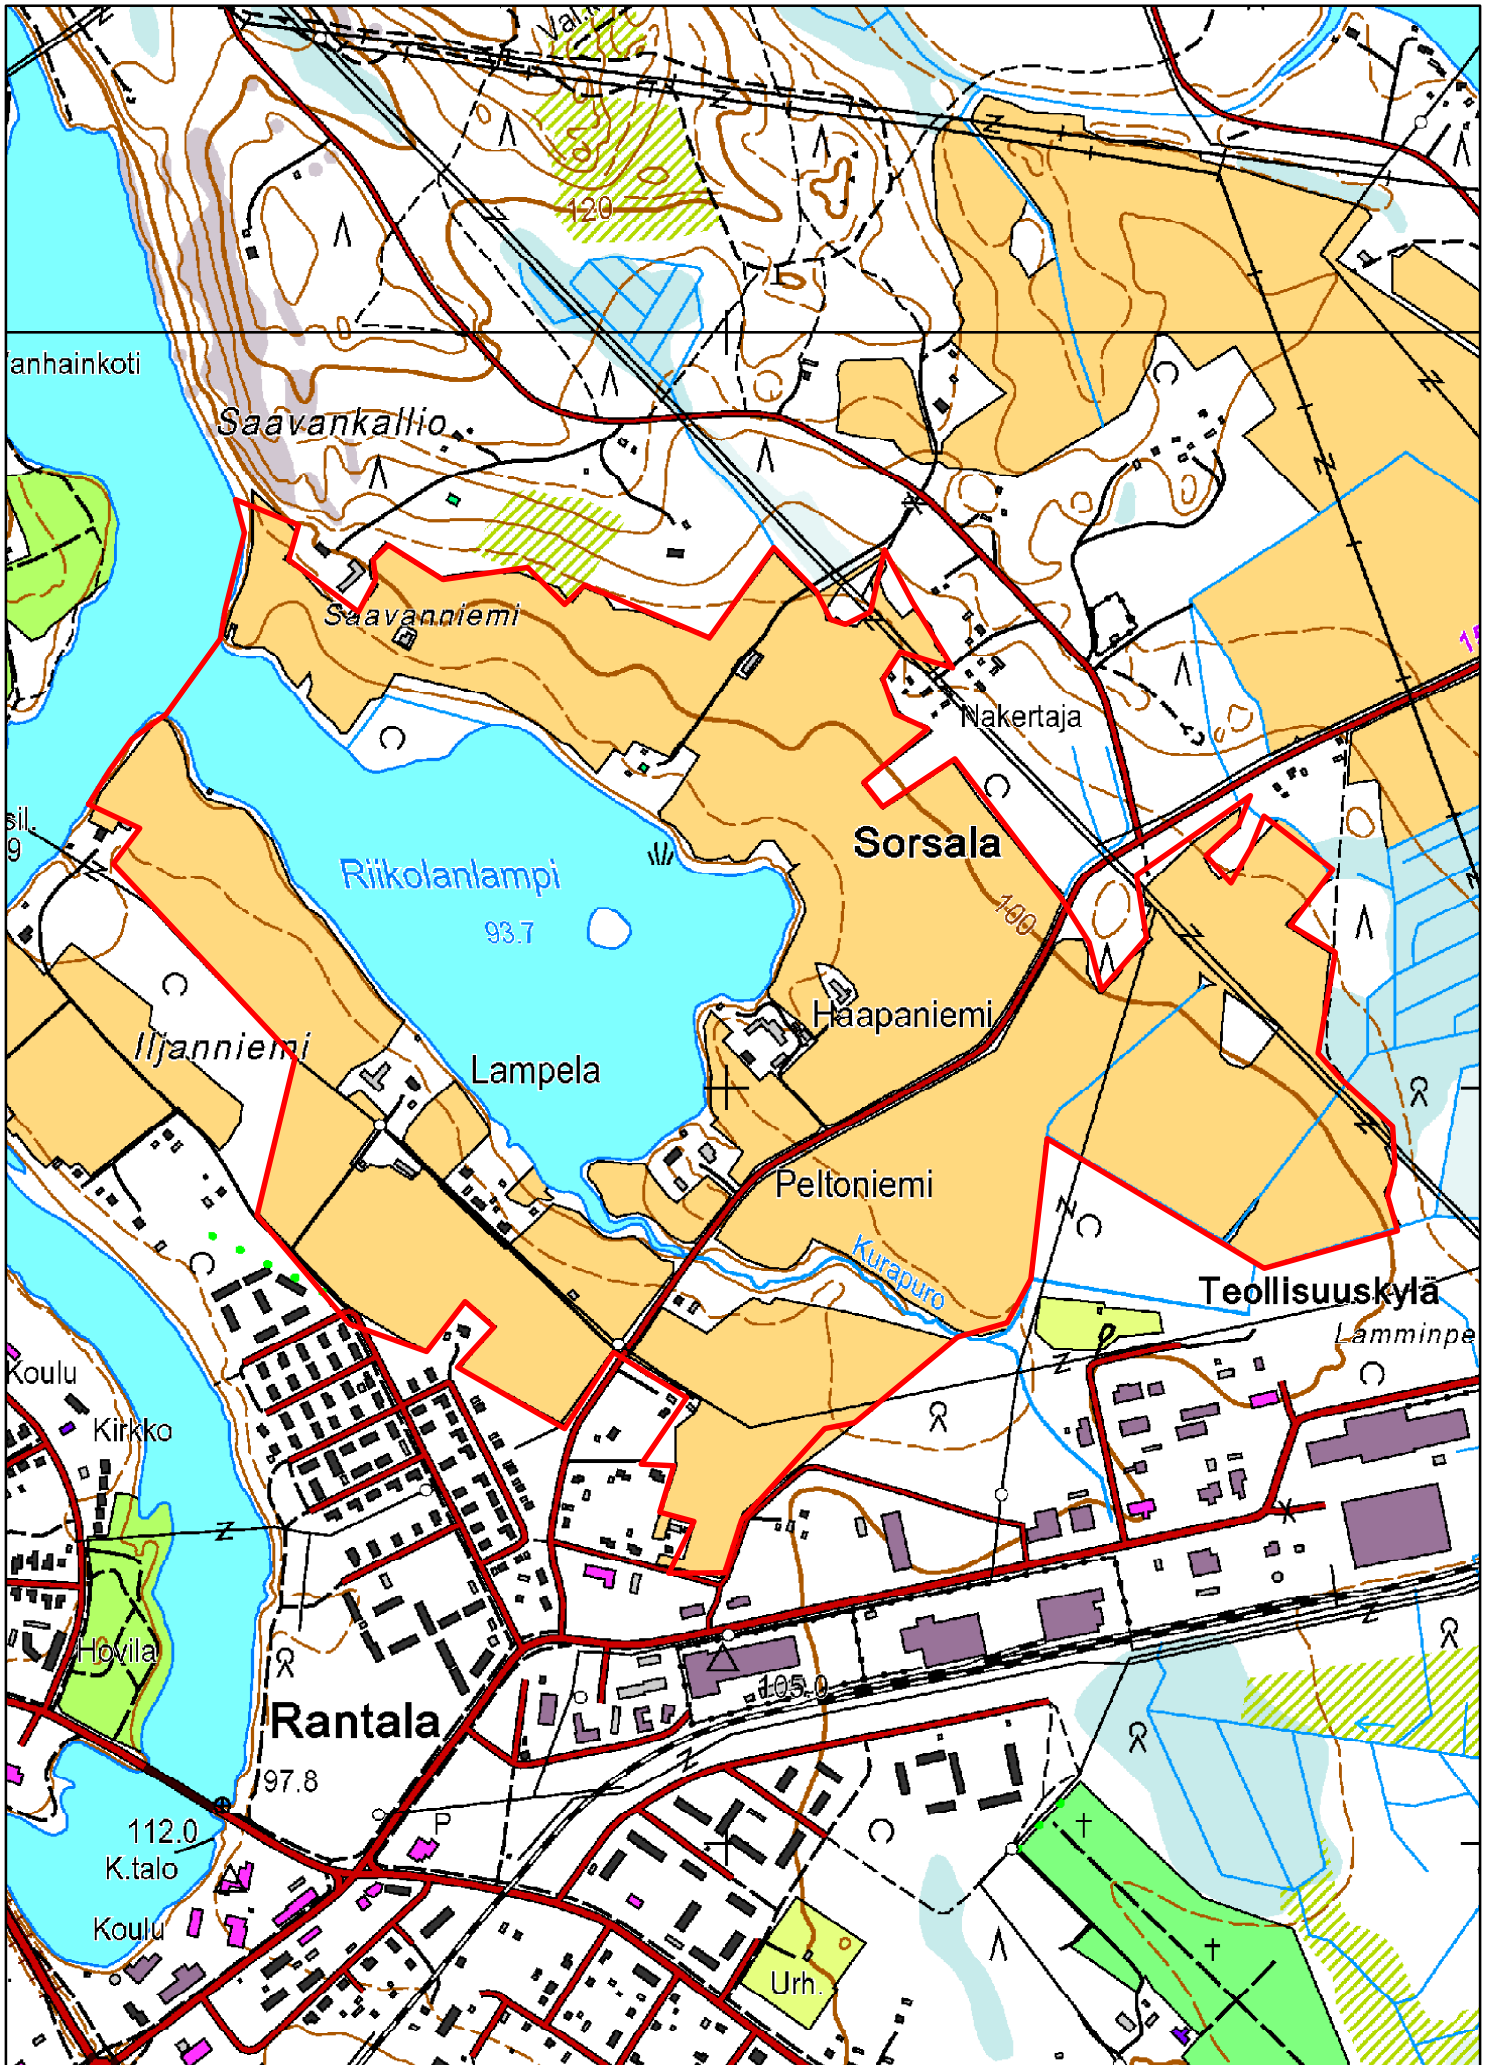 120
Saavankallio
Saavanniemi
Nakertaja
Sorsala
Riikolanlampi
93.7
100
Haapaniemi
Iljanniemi
Lampela
Peltoniemi
Kurapuro
Teollisuuskylä
Lamminpe
Koulu
Kirkko
Hovila
105.0
Rantala
97.8
P
112.0
K.talo
Koulu
Urh.